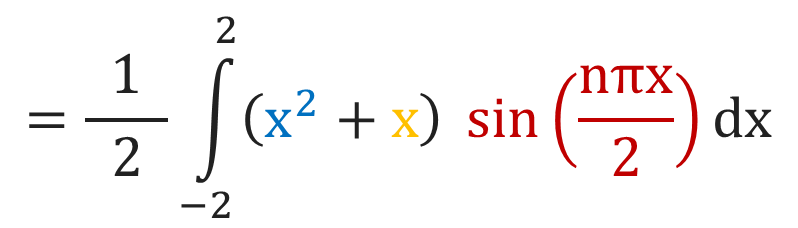 = 1/2 ∫_{-2}^{2} (x² + x) sin(nπx/2) dx